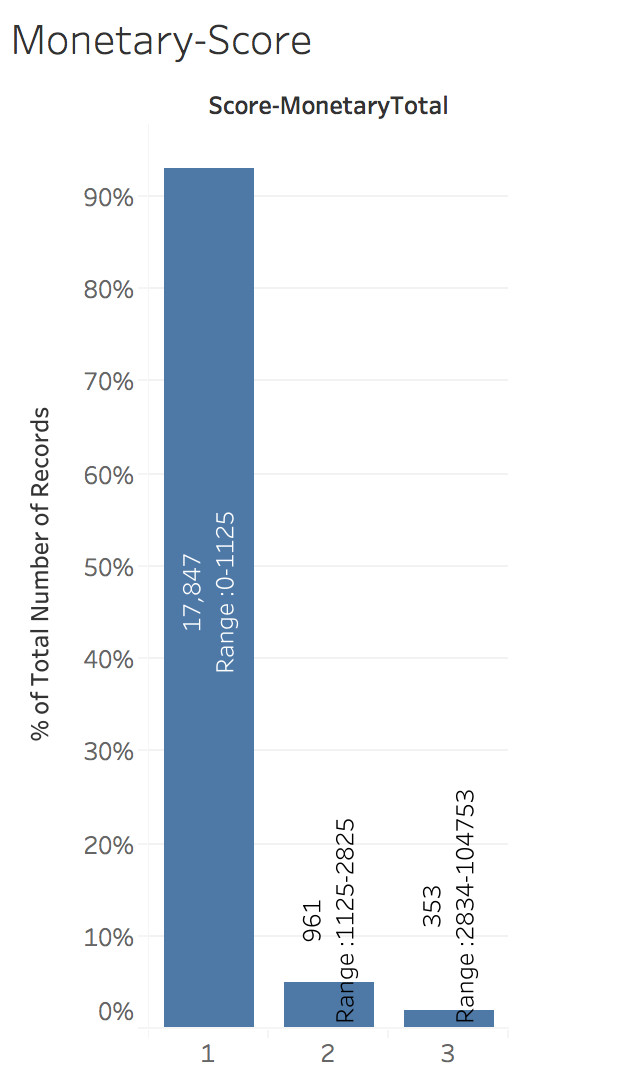 Monetary-Score
Score-MonetaryTotal
% of Total Number of Records
90%
80%
70%
60%
50%
40%
30%
20%
10%
0%
17,847
Range :0-1125
961
Range :1125-2825
353
Range :2834-104753
1
2
3